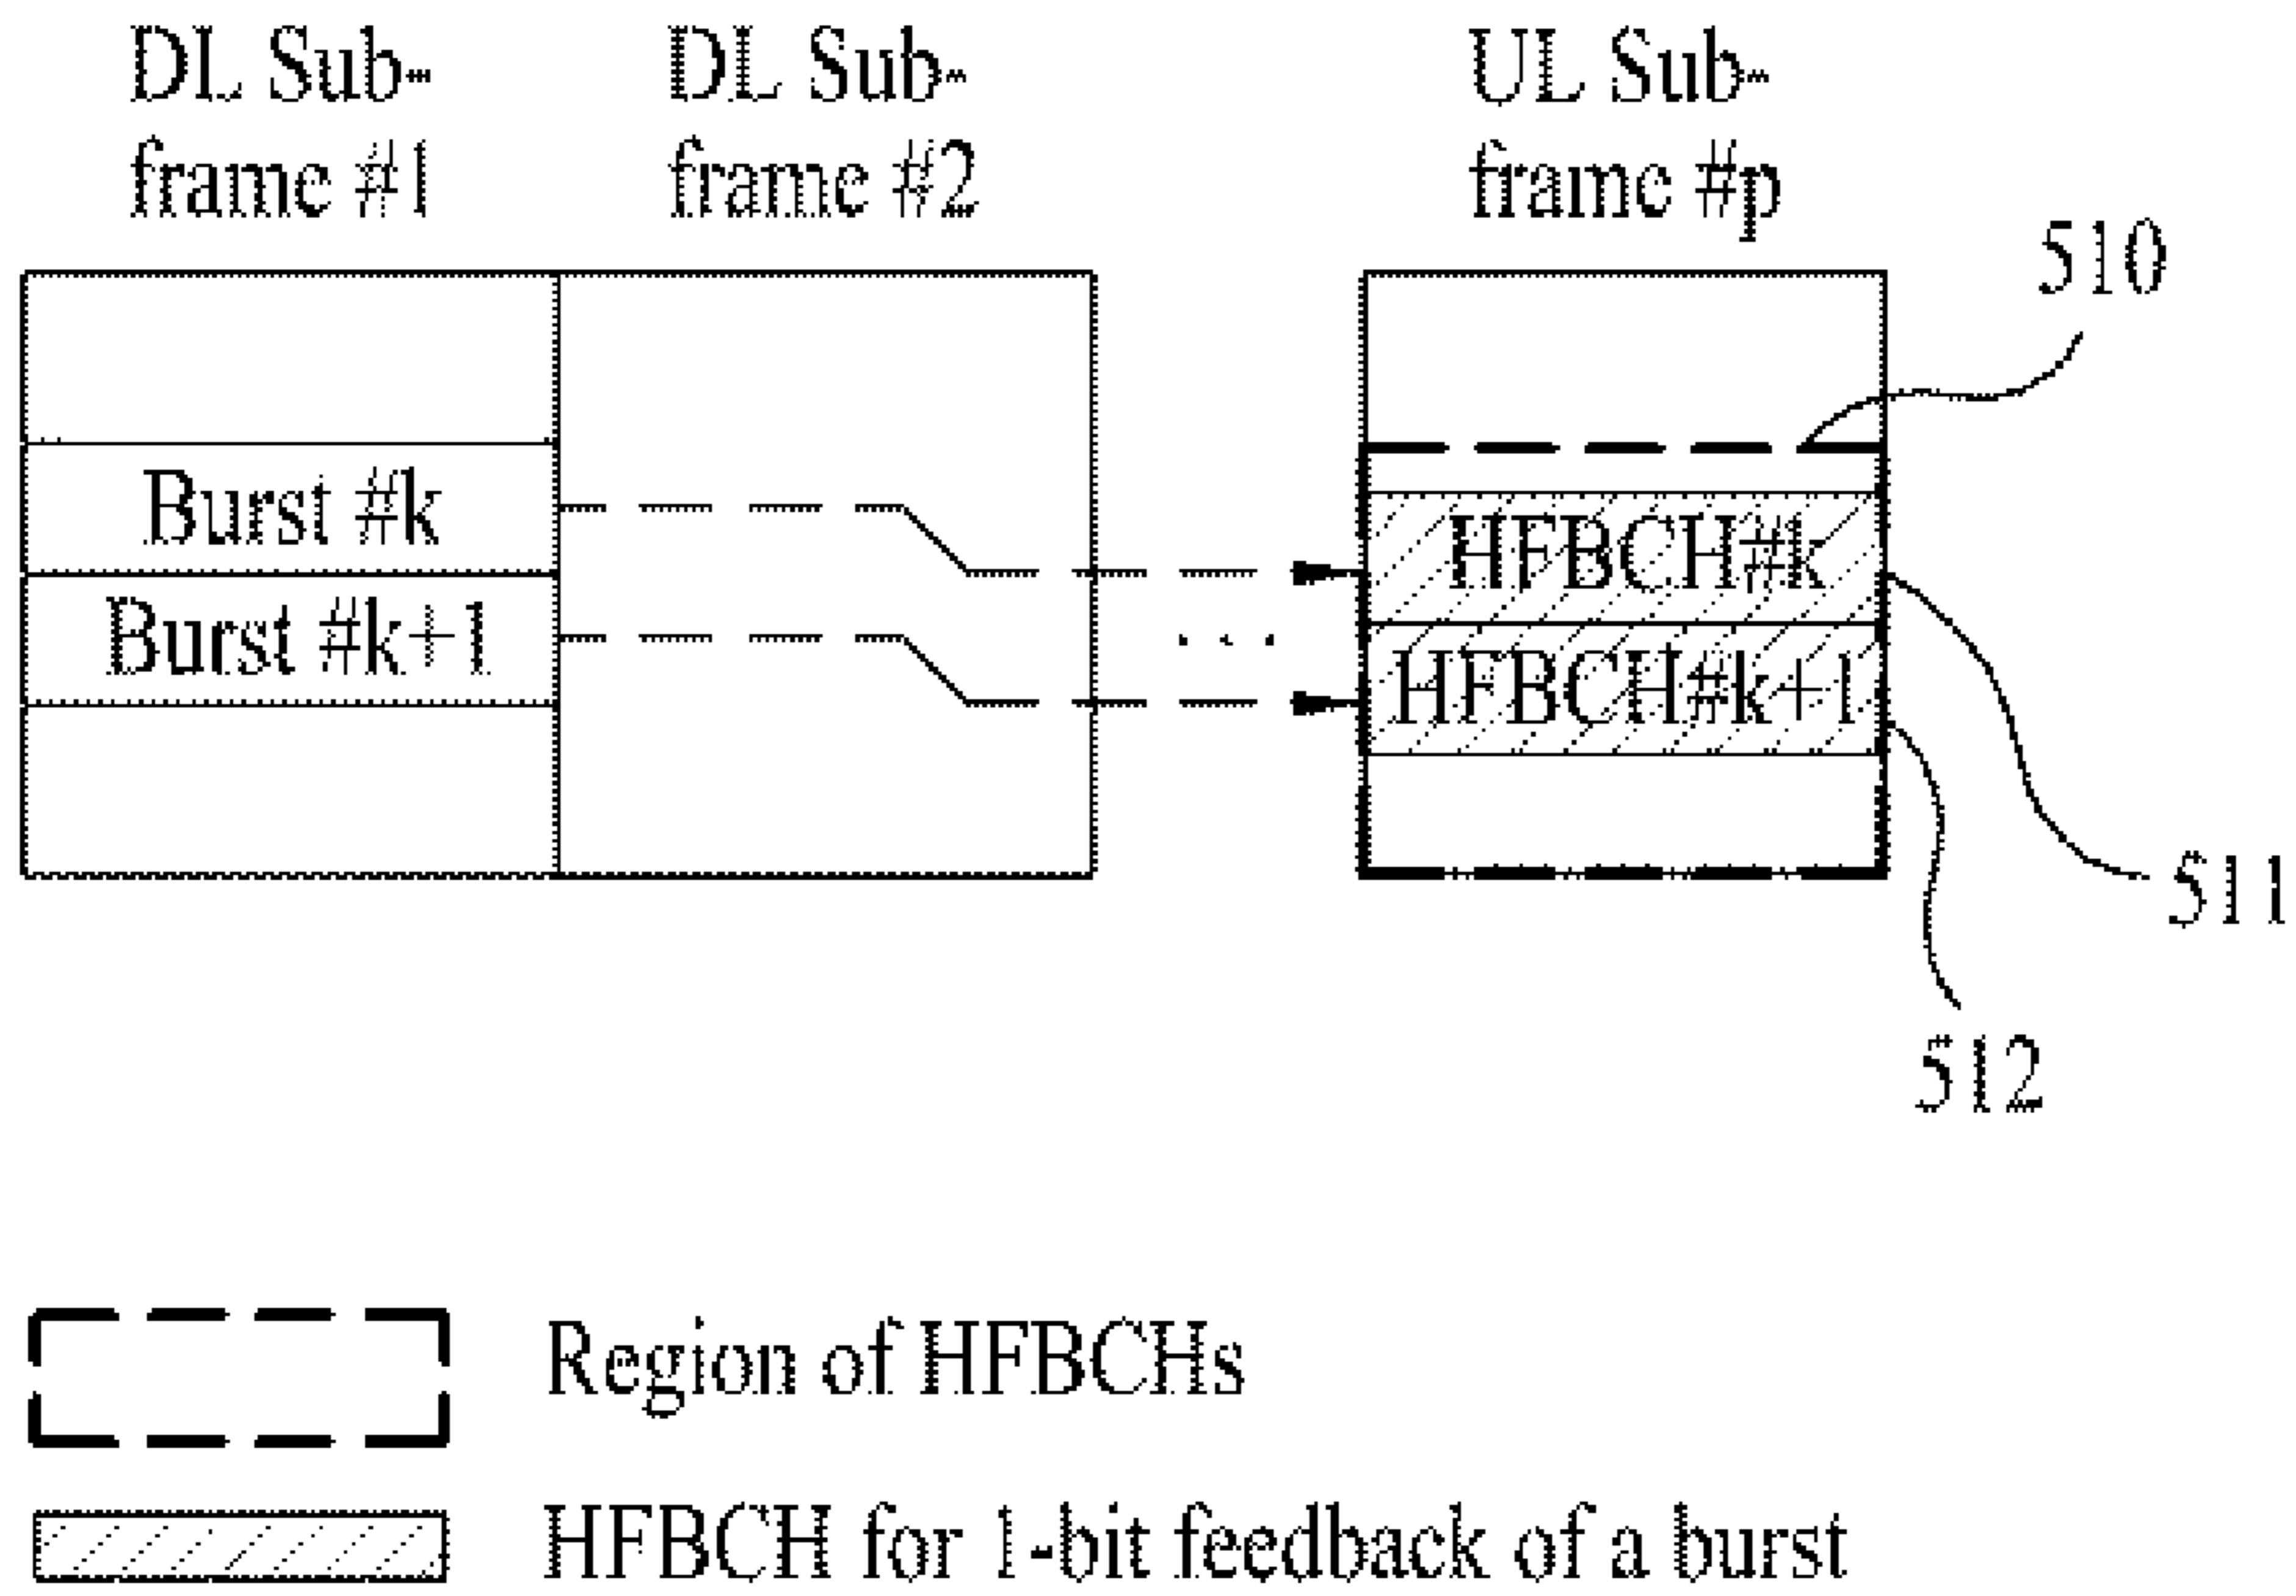 DL Sub-
frame #1
DL Sub-
frame #2
UL Sub-
frame #p
510
Burst #k
HFBCH#k
Burst #k+1
...
HFBCH#k+1
511
512
Region of HFBCHs
HFBCH for 1-bit feedback of a burst